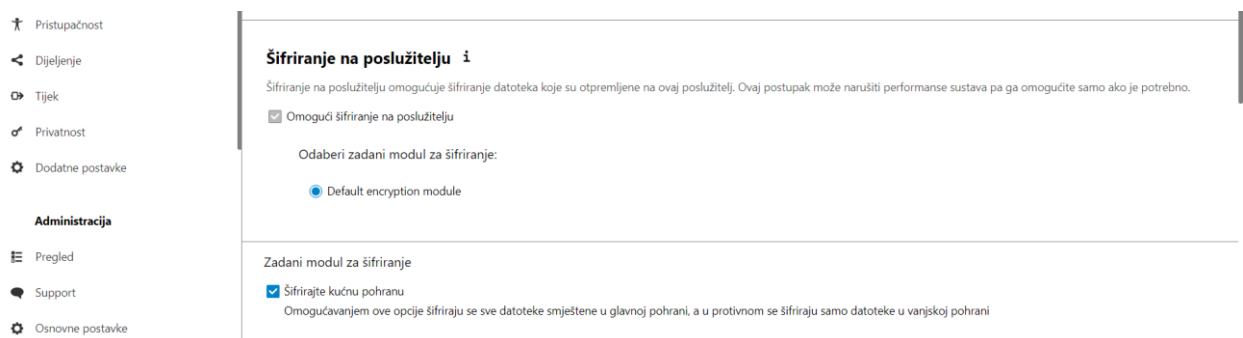 Pristupačnost
Dijeljenje
Tijek
Privatnost
Dodatne postavke
Administracija
Pregled
Support
Osnovne postavke
Šifriranje na poslužitelju i
Šifriranje na poslužitelju omogućuje šifriranje datoteka koje su otpremljene na ovaj poslužitelj. Ovaj postupak može narušiti performanse sustava pa ga omogućite samo ako je potrebno.
Omogući šifriranje na poslužitelju
Odaberi zadani modul za šifriranje:
Default encryption module
Zadani modul za šifriranje
Šifrirajte kućnu pohranu
Omogućavanjem ove opcije šifriraju se sve datoteke smještene u glavnoj pohrani, a u protivnom se šifriraju samo datoteke u vanjskoj pohrani